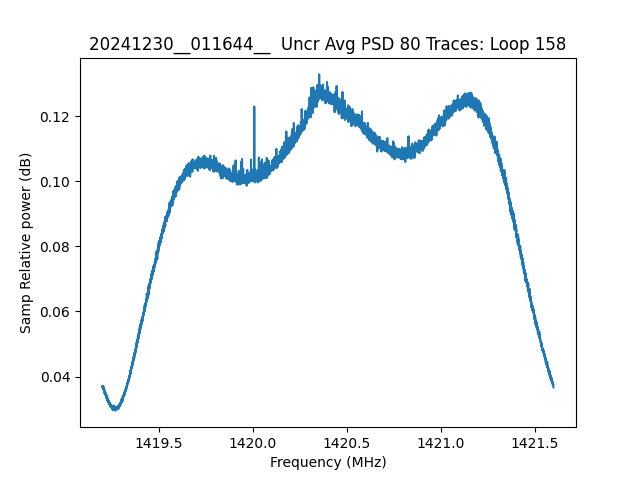 20241230__011644__  Uncr Avg PSD 80 Traces: Loop 158
0.12
0.10
0.08
0.06
0.04
Samp Relative power (dB)
1419.5 1420.0 1420.5 1421.0 1421.5
Frequency (MHz)